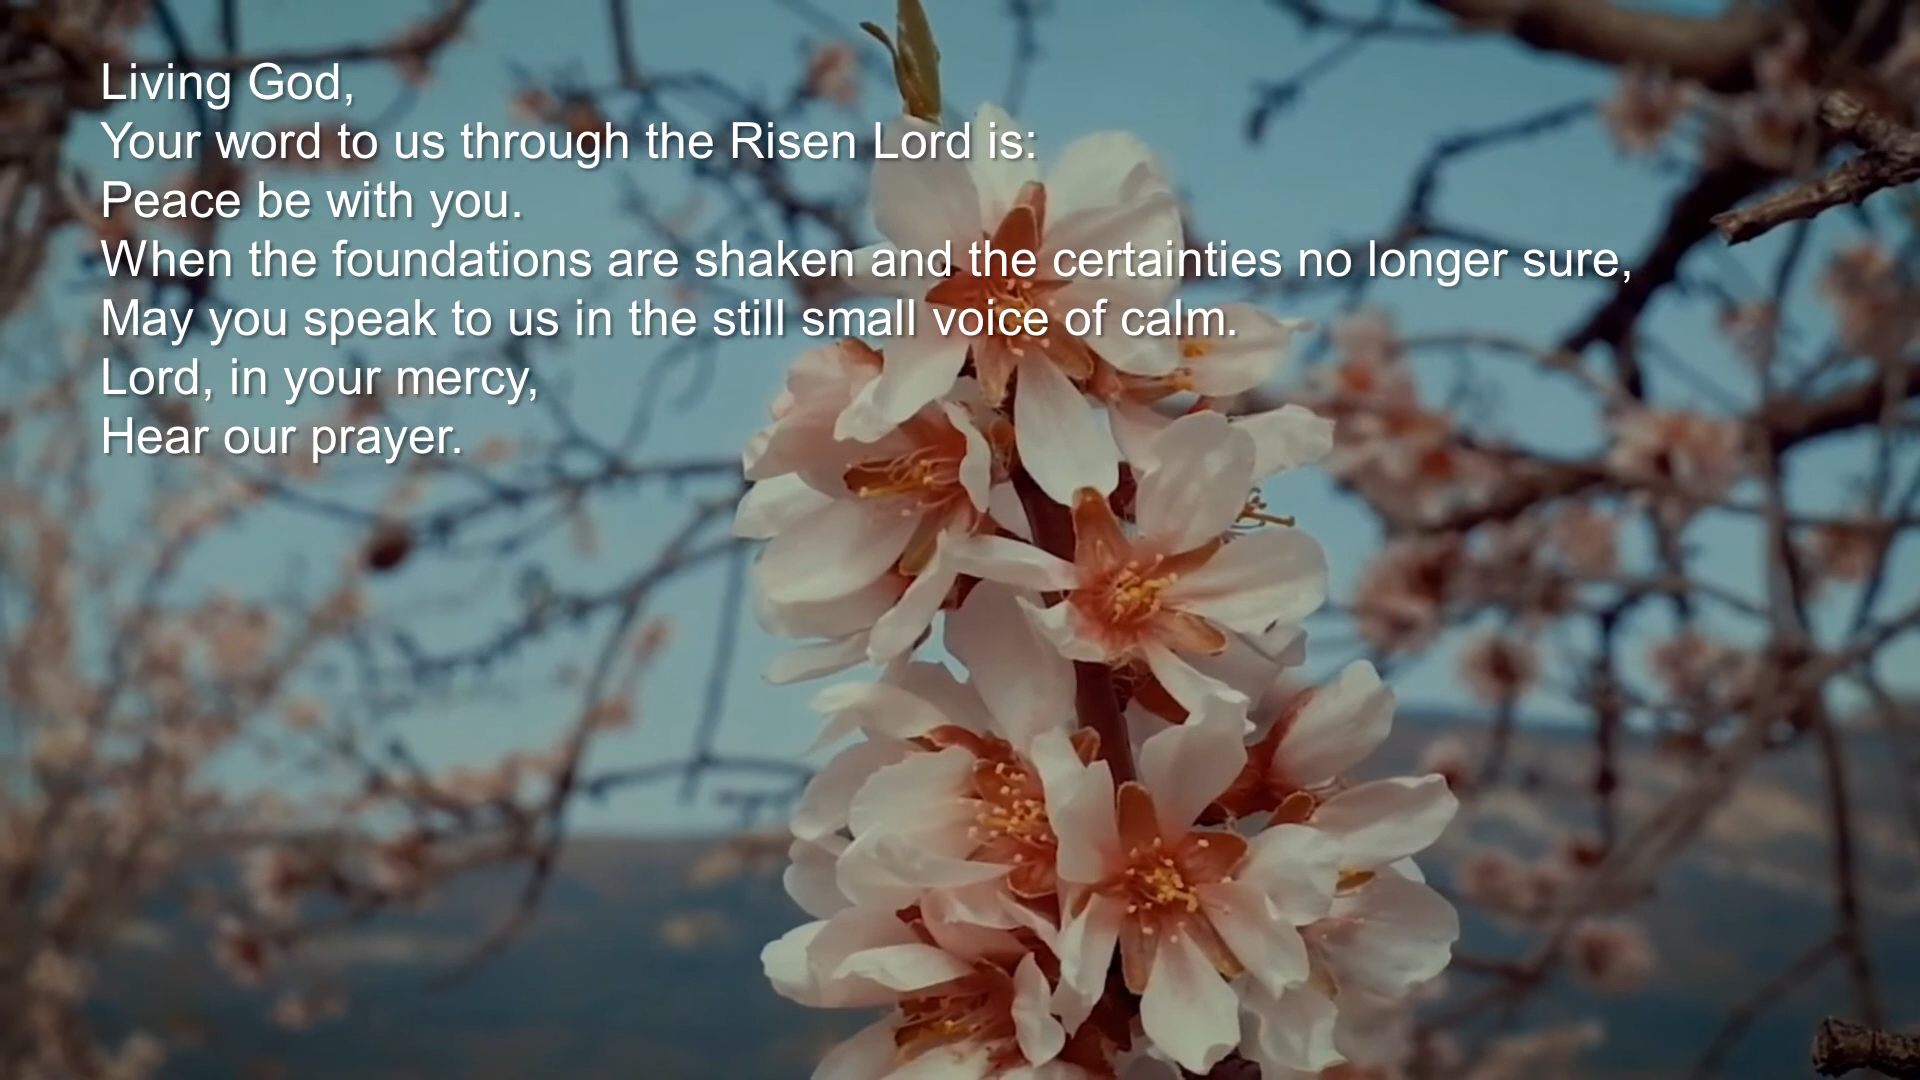 Living God,
Your word to us through the Risen Lord is:
Peace be with you.
When the foundations are shaken and the certainties no longer sure,
May you speak to us in the still small voice of calm.
Lord, in your mercy,
Hear our prayer.